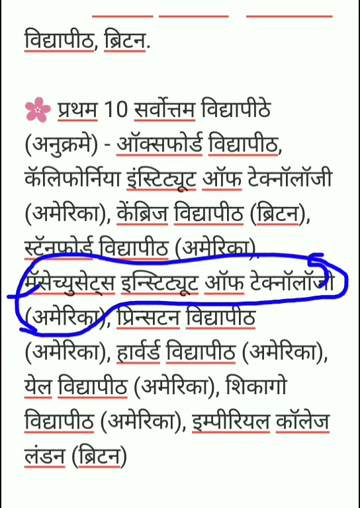 विद्यापीठ, ब्रिटन.
🌸 प्रथम 10 सर्वोत्तम विद्यापीठे
(अनुक्रमे) - ऑक्सफोर्ड विद्यापीठ,
कॅलिफोर्निया इंस्टिट्यूट ऑफ टेक्नॉलॉजी
(अमेरिका), केंब्रिज विद्यापीठ (ब्रिटन),
स्टॅनफोर्ड विद्यापीठ (अमेरिका),
मॅसेच्युसेट्स इन्स्टिट्यूट ऑफ टेक्नॉलॉजी
(अमेरिका), प्रिन्सटन विद्यापीठ
(अमेरिका), हार्वर्ड विद्यापीठ (अमेरिका),
येल विद्यापीठ (अमेरिका), शिकागो
विद्यापीठ (अमेरिका), इम्पीरियल कॉलेज
लंडन (ब्रिटन)